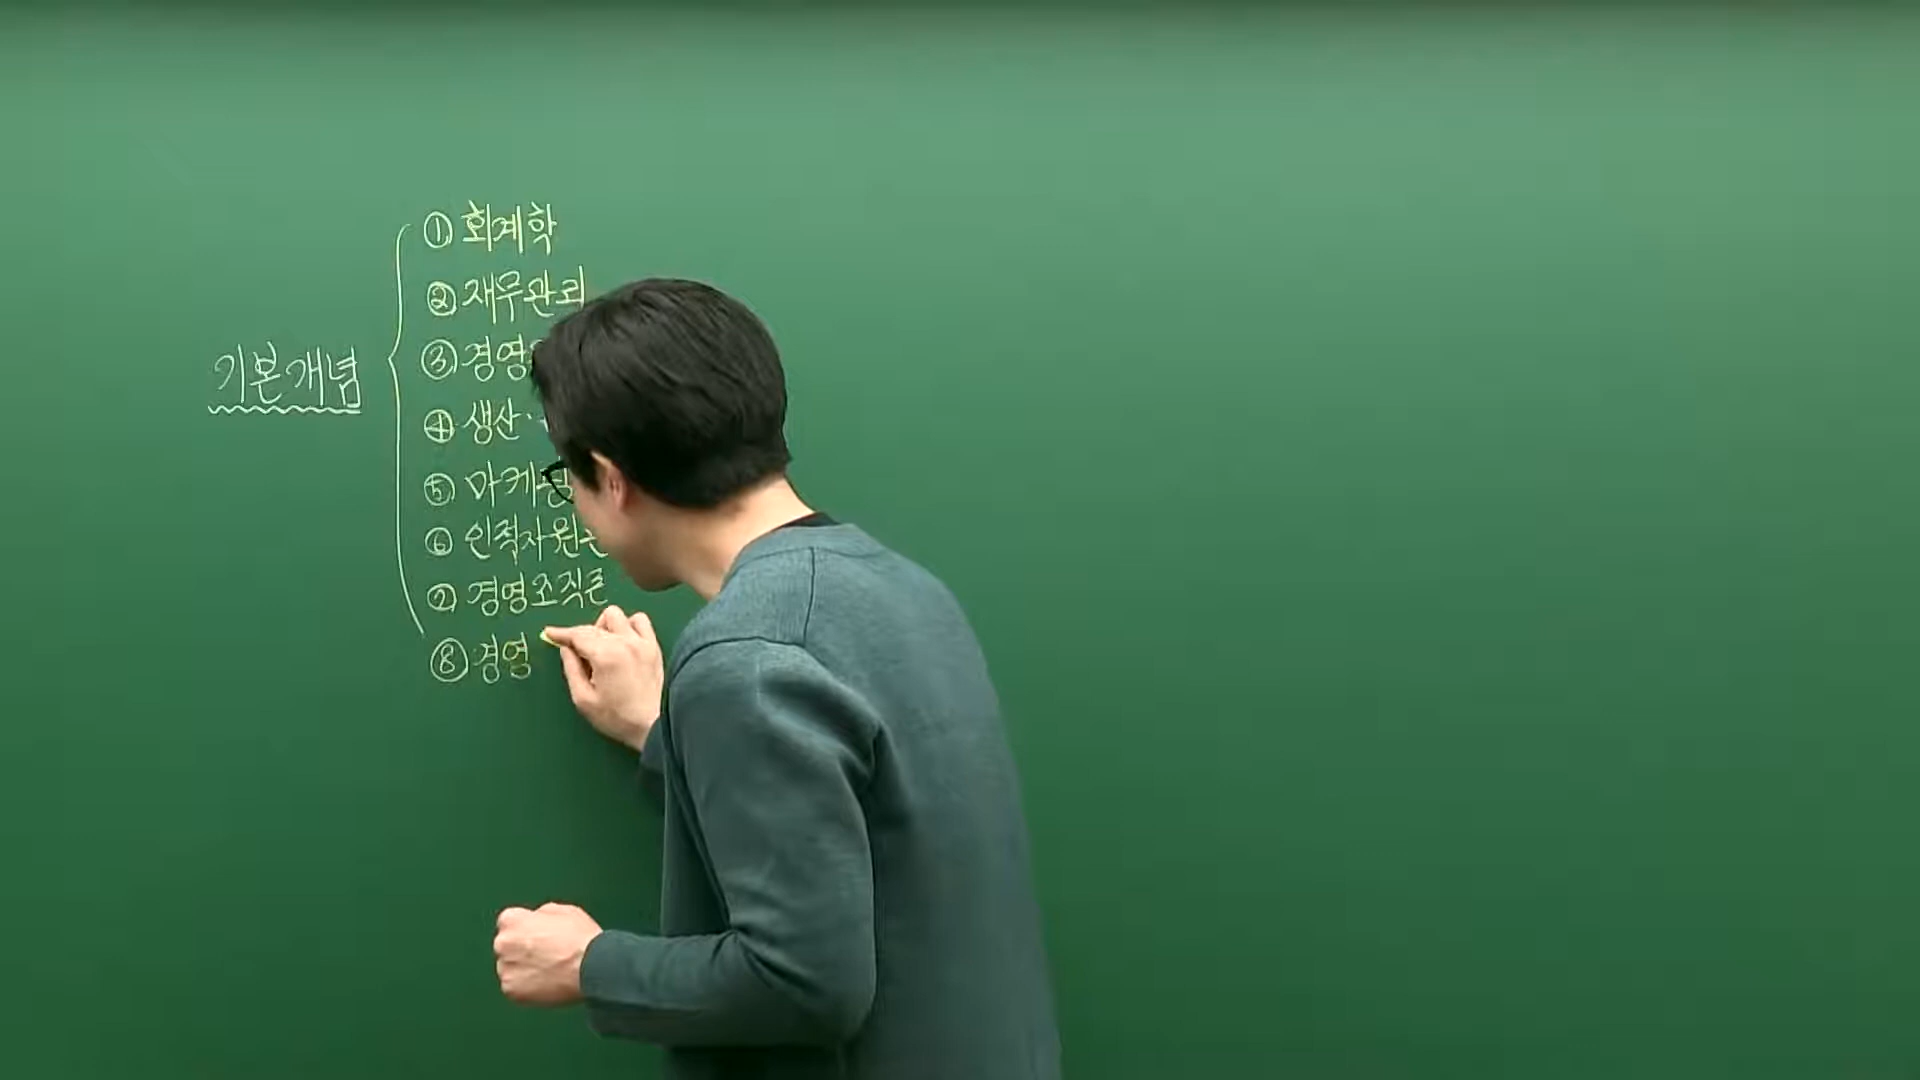 기본개념
① 회계학
② 재무관리
③ 경영
④ 생산·
⑤ 마케팅
⑥ 인적자원
⑦ 경영조직론
⑧ 경영